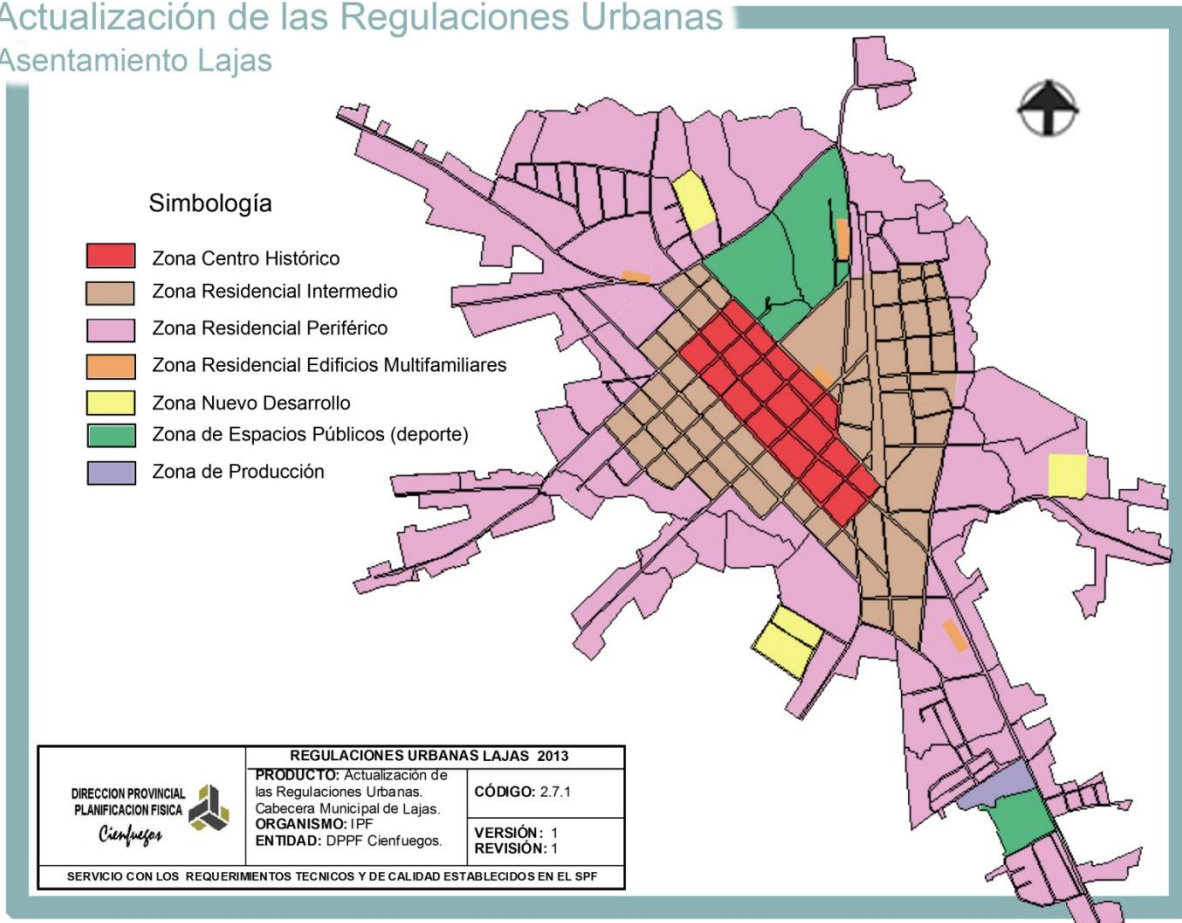 Actualización de las Regulaciones Urbanas
Asentamiento Lajas
Simbología
Zona Centro Histórico
Zona Residencial Intermedio
Zona Residencial Periférico
Zona Residencial Edificios Multifamiliares
Zona Nuevo Desarrollo
Zona de Espacios Públicos (deporte)
Zona de Producción
DIRECCION PROVINCIAL
PLANIFICACION FISICA
Cienfuegos
REGULACIONES URBANAS LAJAS 2013
PRODUCTO: Actualización de
las Regulaciones Urbanas.
Cabecera Municipal de Lajas.
ORGANISMO: IPF
ENTIDAD: DPPF Cienfuegos.
CÓDIGO: 2.7.1
VERSIÓN: 1
REVISIÓN: 1
SERVICIO CON LOS REQUERIMIENTOS TECNICOS Y DE CALIDAD ESTABLECIDOS EN EL SPF